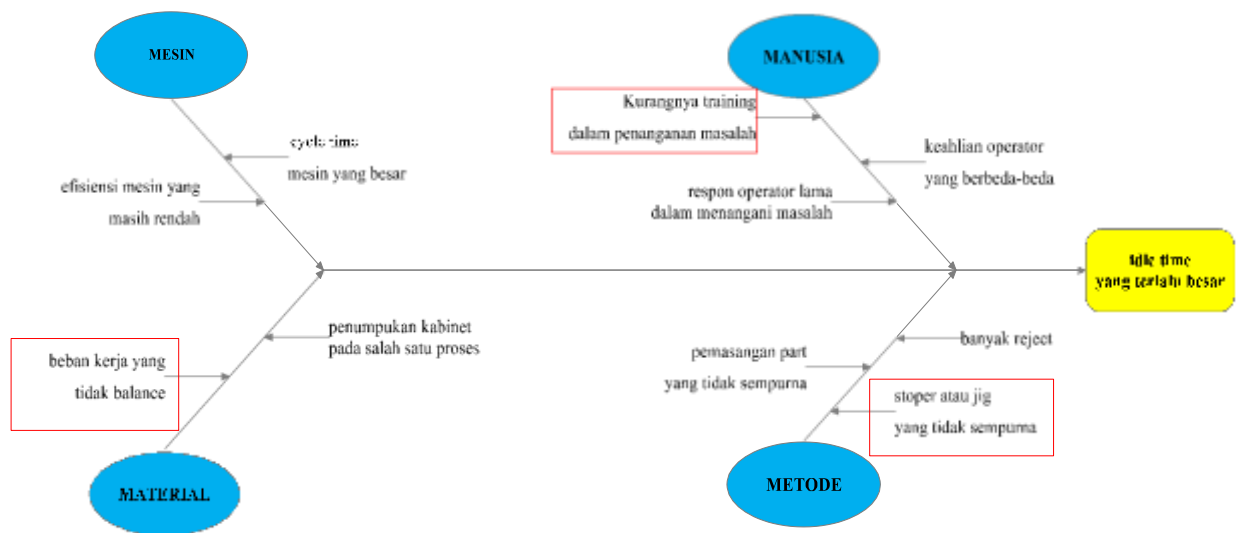 MESIN
MANUSIA
Kurangnya training
dalam penanganan masalah
cycle time
mesin yang besar
keahlian operator
yang berbeda-beda
efisiensi mesin yang
masih rendah
respon operator lama
dalam menangani masalah
idle time
yang terlalu besar
penumpukan kabinet
pada salah satu proses
beban kerja yang
tidak balance
banyak reject
pemasangan part
yang tidak sempurna
stoper atau jig
yang tidak sempurna
MATERIAL
METODE